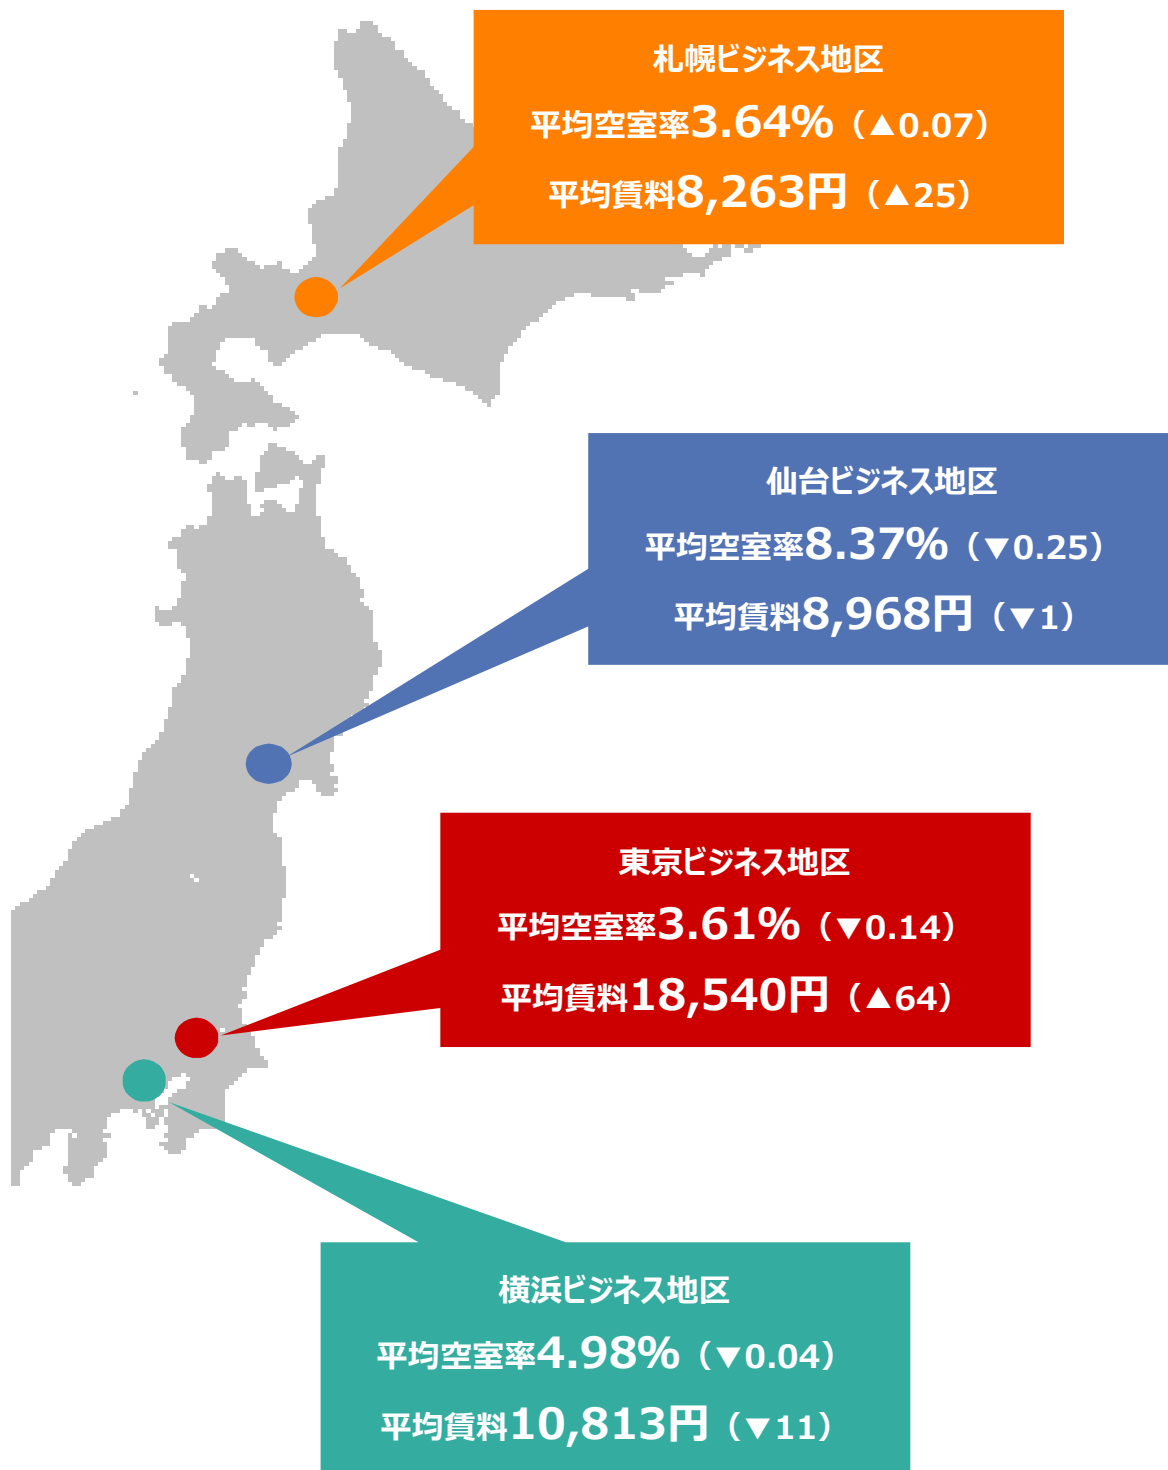 札幌ビジネス地区
平均空室率3.64%（▲0.07）
平均賃料8,263円（▲25）
仙台ビジネス地区
平均空室率8.37%（▼0.25）
平均賃料8,968円（▼1）
東京ビジネス地区
平均空室率3.61%（▼0.14）
平均賃料18,540円（▲64）
横浜ビジネス地区
平均空室率4.98%（▼0.04）
平均賃料10,813円（▼11）